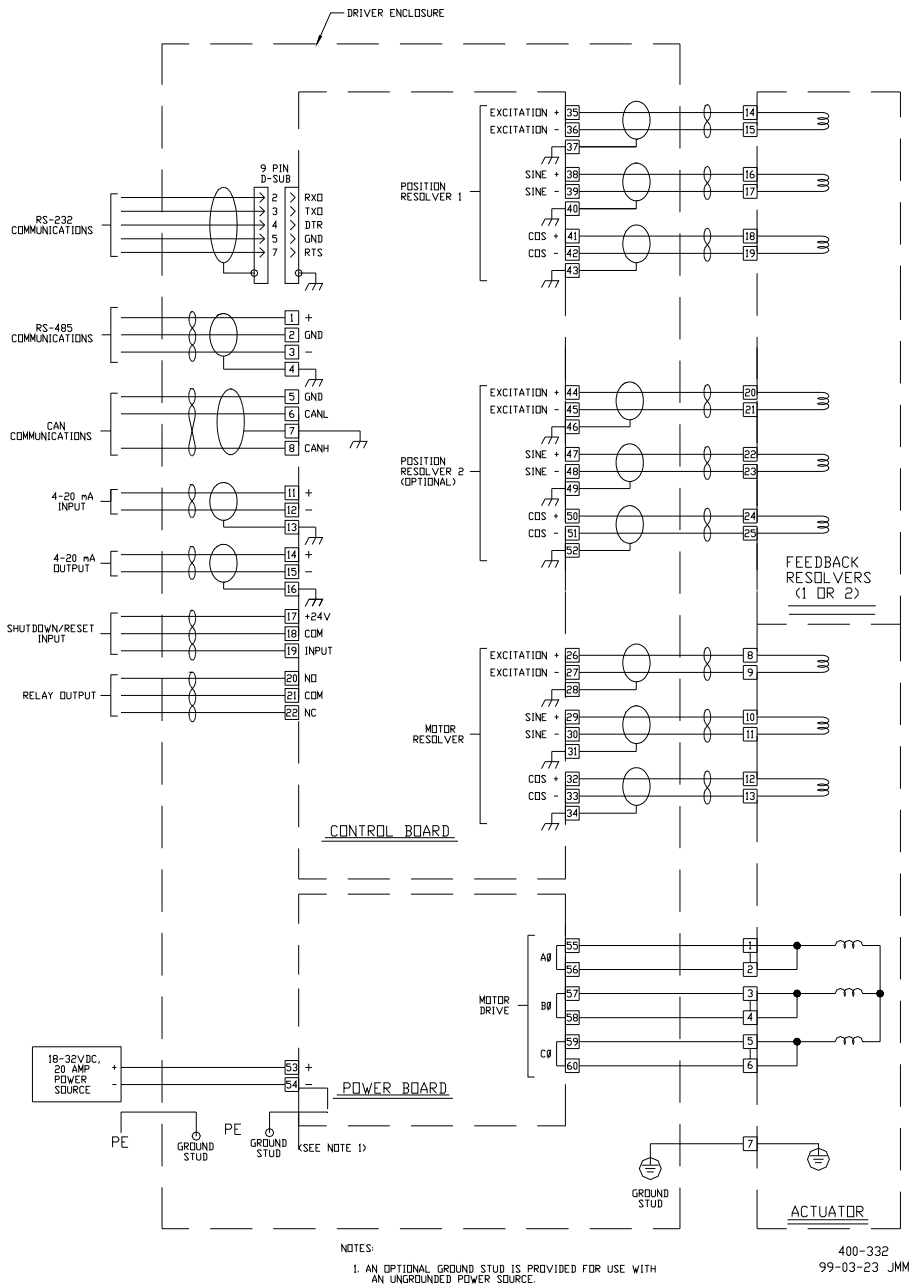 DRIVER ENCLOSURE
9 PIN
D-SUB
RS-232
COMMUNICATIONS
2 RXD
3 TXD
4 DTR
5 GND
7 RTS
RS-485
COMMUNICATIONS
1 +
2 GND
3 -
4
CAN
COMMUNICATIONS
5 GND
6 CANL
7
8 CANH
4-20 mA
INPUT
11 +
12 -
13
4-20 mA
OUTPUT
14 +
15 -
16
SHUTDOWN/RESET
INPUT
17 +24V
18 COM
19 INPUT
RELAY OUTPUT
20 NO
21 COM
22 NC
POSITION
RESOLVER 1
EXCITATION + 35 14
EXCITATION - 36 15
37
SINE + 38 16
SINE - 39 17
40
COS + 41 18
COS - 42 19
43
POSITION
RESOLVER 2
(OPTIONAL)
EXCITATION + 44 20
EXCITATION - 45 21
46
SINE + 47 22
SINE - 48 23
49
COS + 50 24
COS - 51 25
52
FEEDBACK
RESOLVERS
(1 OR 2)
MOTOR
RESOLVER
EXCITATION + 26 8
EXCITATION - 27 9
28
SINE + 29 10
SINE - 30 11
31
COS + 32 12
COS - 33 13
34
CONTROL BOARD
MOTOR
DRIVE
AØ
55 1
56 2
BØ
57 3
58 4
CØ
59 5
60 6
18-32VDC,
20 AMP
POWER
SOURCE
+ 53 +
- 54 -
POWER BOARD
PE
GROUND
STUD
PE
GROUND
STUD
(SEE NOTE 1)
7
GROUND
STUD
ACTUATOR
NOTES:
1. AN OPTIONAL GROUND STUD IS PROVIDED FOR USE WITH
AN UNGROUNDED POWER SOURCE.
400-332
99-03-23 JMM